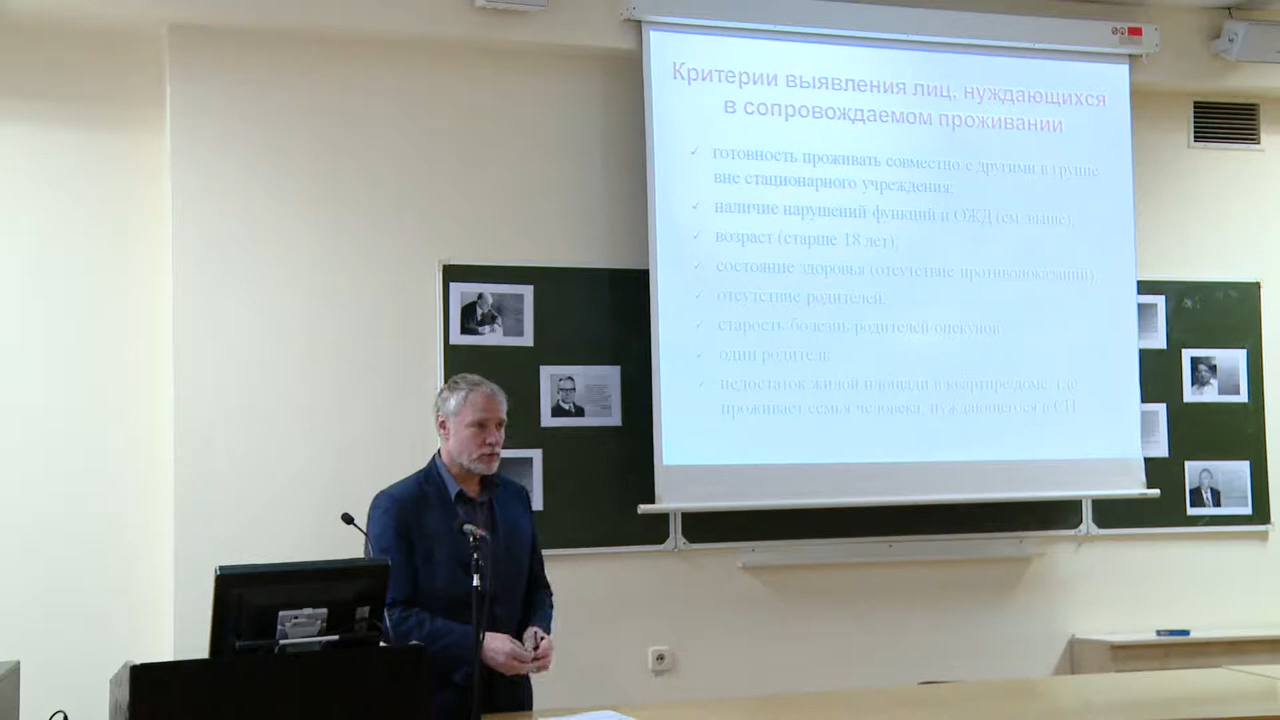 Критерии выявления лиц, нуждающихся
в сопровождаемом проживании
✓ готовность проживать совместно с другими в группе
вне стационарного учреждения;
✓ наличие нарушений функций и ОЖД (см. выше);
✓ возраст (старше 18 лет);
✓ состояние здоровья (отсутствие противопоказаний);
✓ отсутствие родителей;
✓ старость болезнь родителей опекунов
✓ один родитель;
✓ недостаток жилой площади в квартире/доме, где
проживает семья человека, нуждающегося в СП